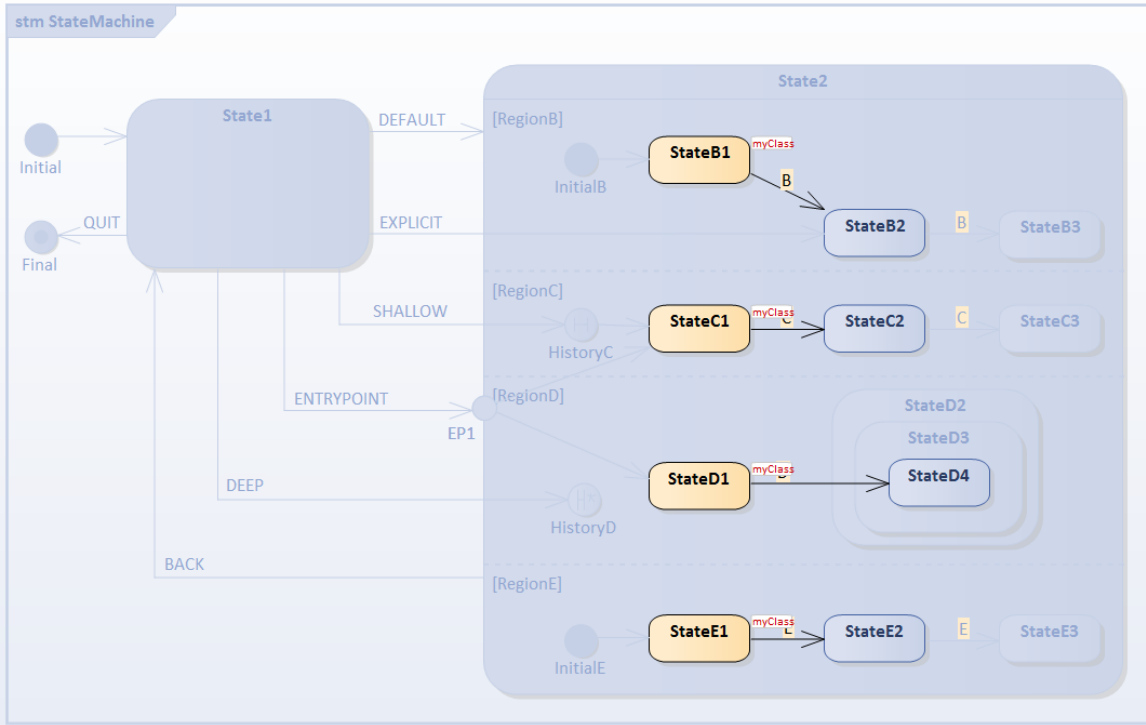 stm StateMachine
State2
State1
DEFAULT
[RegionB]
myClass
StateB1
Initial
InitialB
B
QUIT
EXPLICIT
StateB2
B
StateB3
Final
[RegionC]
SHALLOW
myClass
StateC1
C
StateC2
C
StateC3
HistoryC
ENTRYPOINT
[RegionD]
StateD2
EP1
StateD3
myClass
StateD1
StateD4
DEEP
HistoryD
BACK
[RegionE]
myClass
StateE1
StateE2
E
StateE3
InitialE